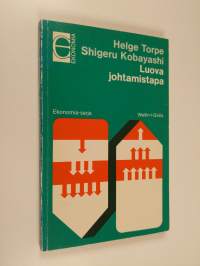 EKONOMIA
Helge Torpe
Shigeru Kobayashi
Luova
johtamistapa
Ekonomia-sarja
Weilin+Göös